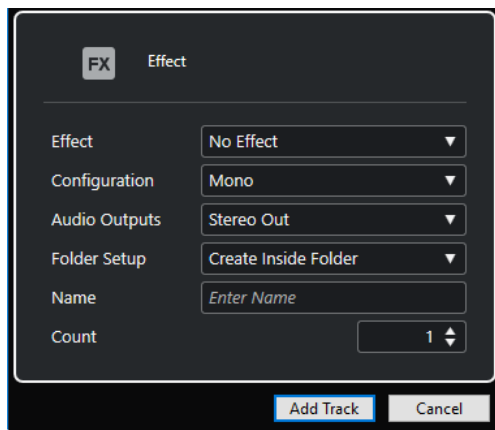 FX Effect
Effect No Effect
Configuration Mono
Audio Outputs Stereo Out
Folder Setup Create Inside Folder
Name Enter Name
Count 1
Add Track Cancel